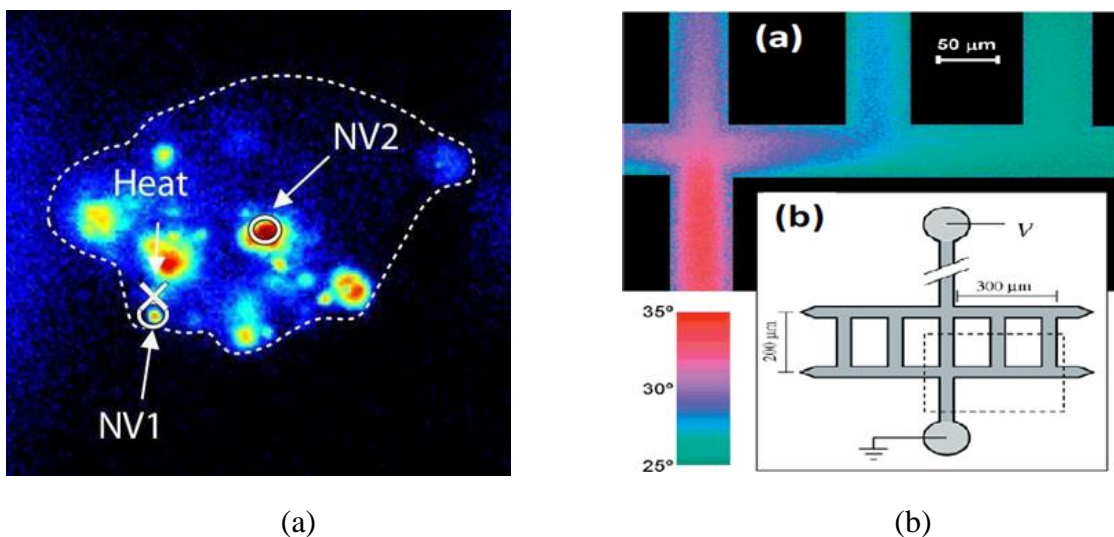 NV2
Heat
NV1
(a)
(a)
50 μm
(b)
V
300 μm
200 μm
35°
30°
25°
(b)